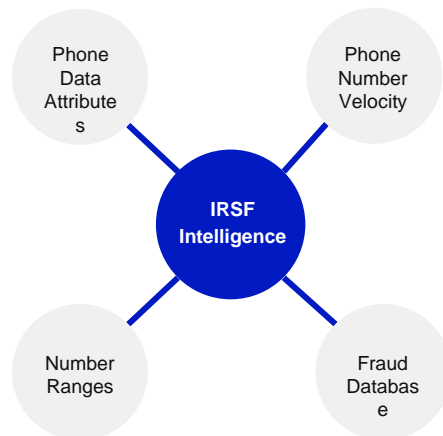 Phone
Data
Attribute
s
Phone
Number
Velocity
IRSF
Intelligence
Number
Ranges
Fraud
Databas
e